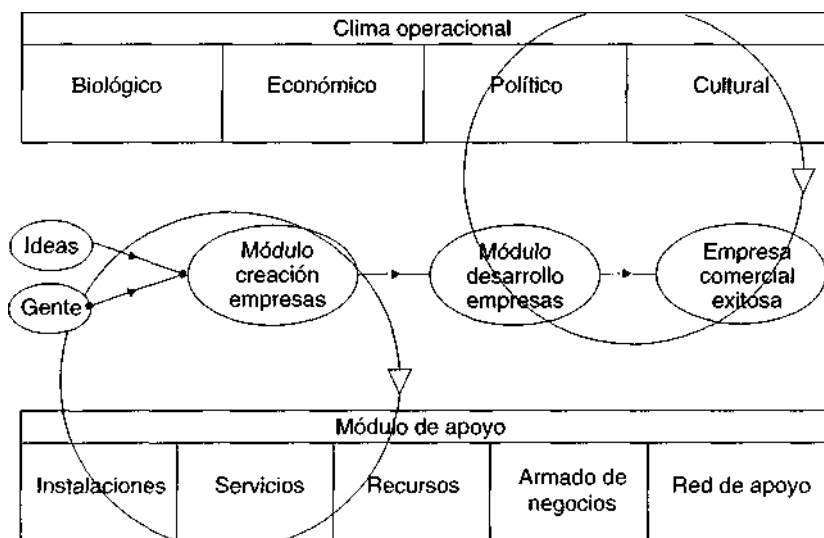 Clima operacional
Biológico
Económico
Político
Cultural
Ideas
Gente
Módulo
creación
empresas
Módulo
desarrollo
empresas
Empresa
comercial
exitosa
Módulo de apoyo
Instalaciones
Servicios
Recursos
Armado de
negocios
Red de apoyo